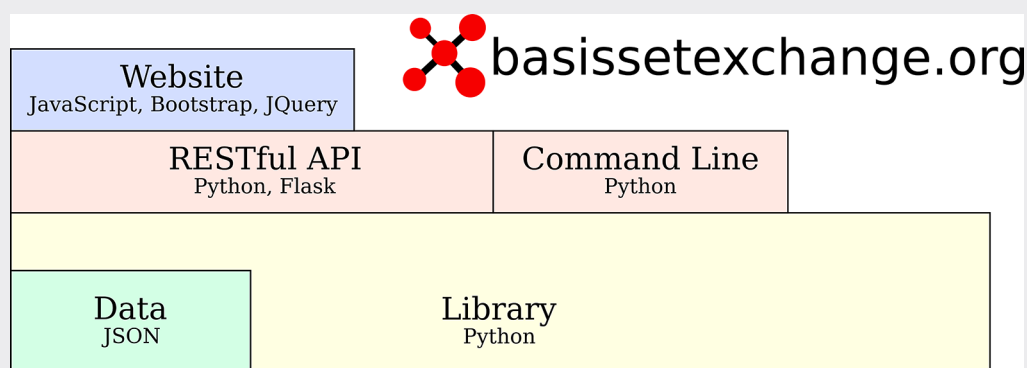 basissetexchange.org
Website
JavaScript, Bootstrap, JQuery
RESTful API
Python, Flask
Command Line
Python
Data
JSON
Library
Python